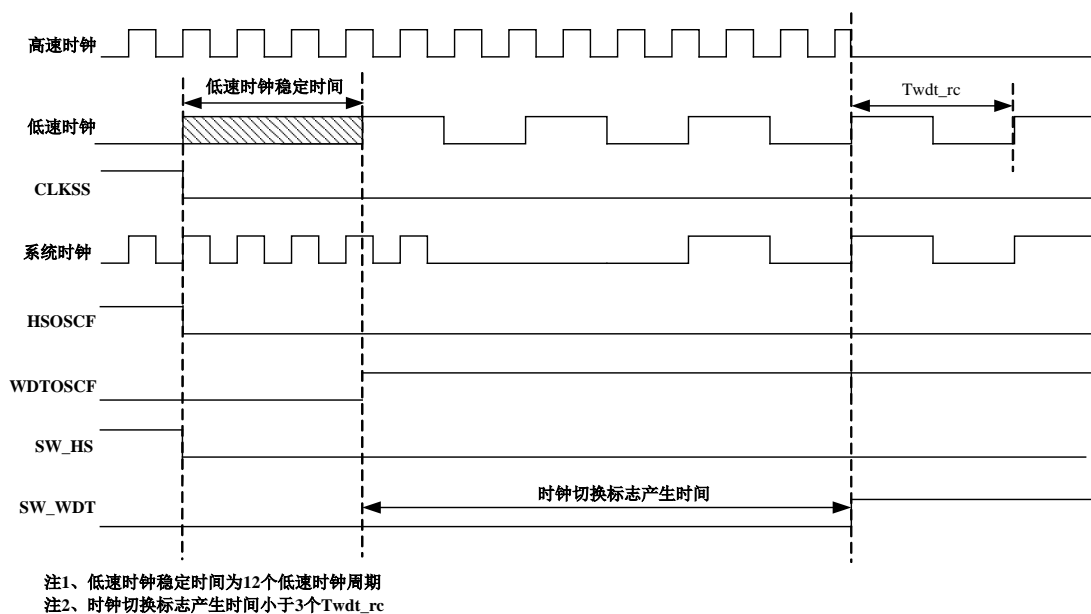 高速时钟
低速时钟稳定时间
Twdt_rc
低速时钟
CLKSS
系统时钟
HSOSCF
WDTOSCF
SW_HS
时钟切换标志产生时间
SW_WDT
注1、低速时钟稳定时间为12个低速时钟周期
注2、时钟切换标志产生时间小于3个Twdt_rc